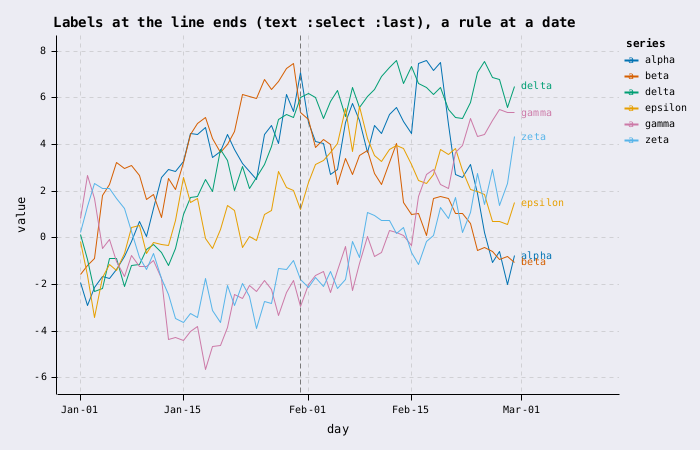 Labels at the line ends (text :select :last), a rule at a date
series
alpha
beta
delta
epsilon
gamma
zeta
8
6
4
2
0
-2
-4
-6
value
delta
gamma
zeta
epsilon
alpha
beta
Jan-01
Jan-15
Feb-01
Feb-15
Mar-01
day